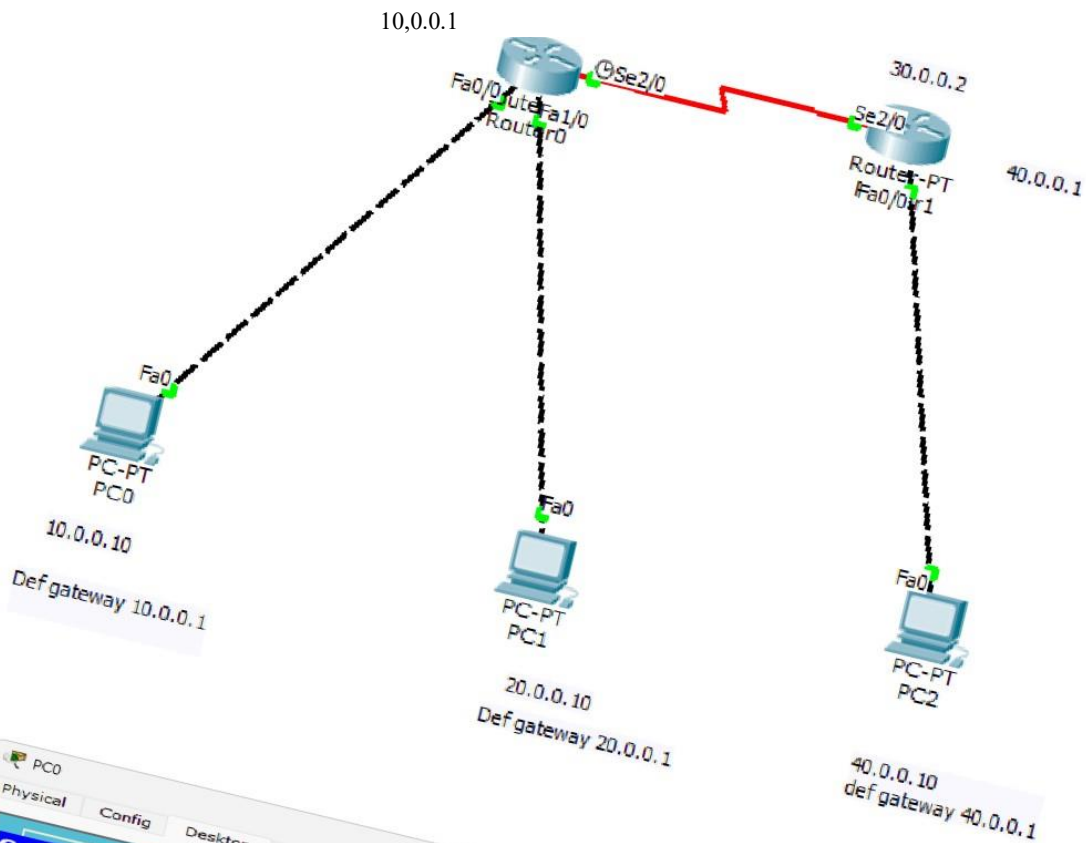 10,0.0.1
Se2/0
30.0.0.2
Fa0/0
Fa1/0
Router0
Se2/0
Router-PT
40.0.0.1
Fa0/0
Fa0
PC-PT
PC0
10.0.0.10
Def gateway 10.0.0.1
Fa0
PC-PT
PC1
20.0.0.10
Def gateway 20.0.0.1
Fa0
PC-PT
PC2
40.0.0.10
def gateway 40.0.0.1
PC0
Physical
Config